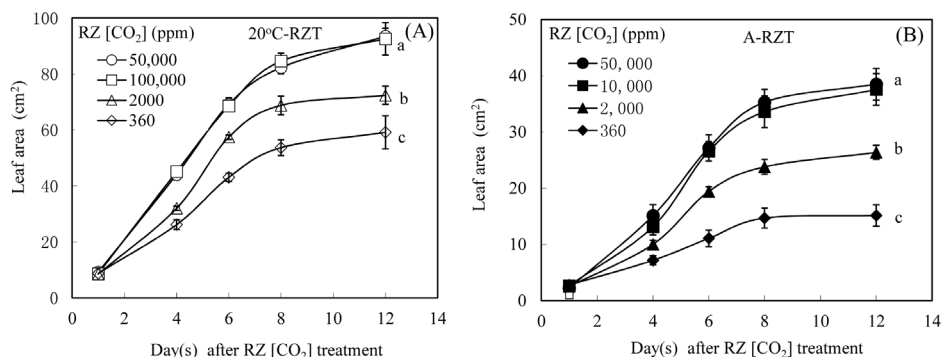 (A)
20°C-RZT
RZ [CO2] (ppm)
50,000
100,000
2000
360
a
b
c
100
80
60
40
20
0
Leaf area (cm2)
0 2 4 6 8 10 12 14
Day(s) after RZ [CO2] treatment
(B)
A-RZT
RZ [CO2] (ppm)
50, 000
10, 000
2, 000
360
a
b
c
50
40
30
20
10
0
Leaf area (cm2)
0 2 4 6 8 10 12 14
Day(s) after RZ [CO2] treatment